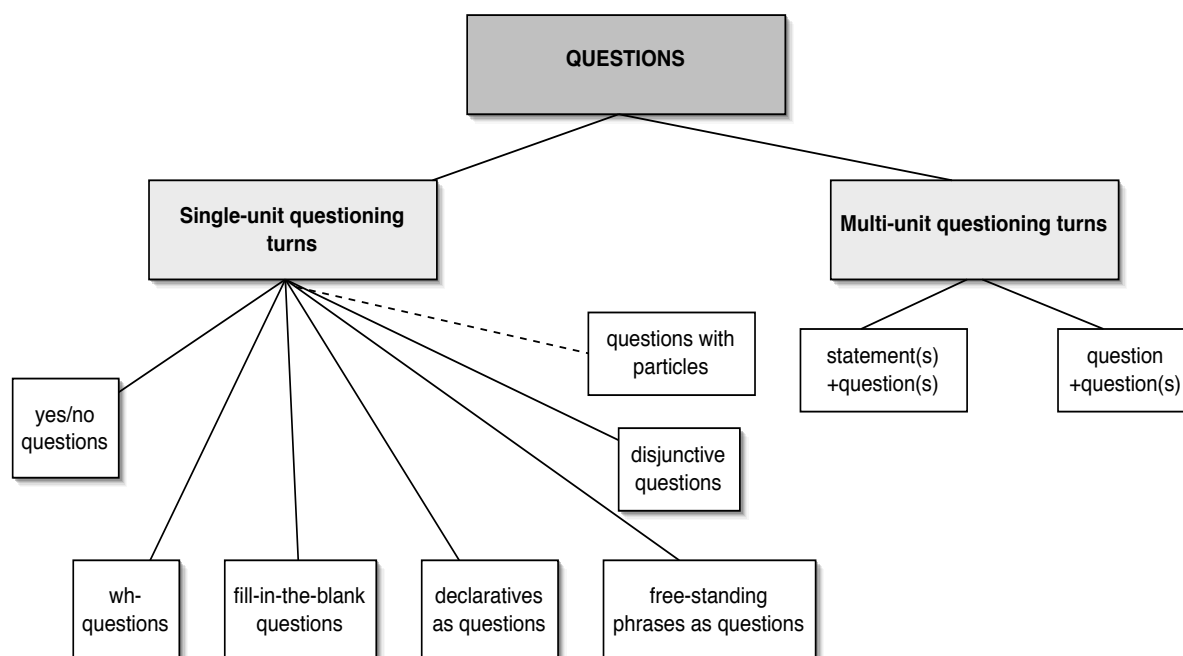 QUESTIONS
Single-unit questioning
turns
Multi-unit questioning turns
questions with
particles
statement(s)
+question(s)
question
+question(s)
yes/no
questions
disjunctive
questions
wh-
questions
fill-in-the-blank
questions
declaratives
as questions
free-standing
phrases as questions